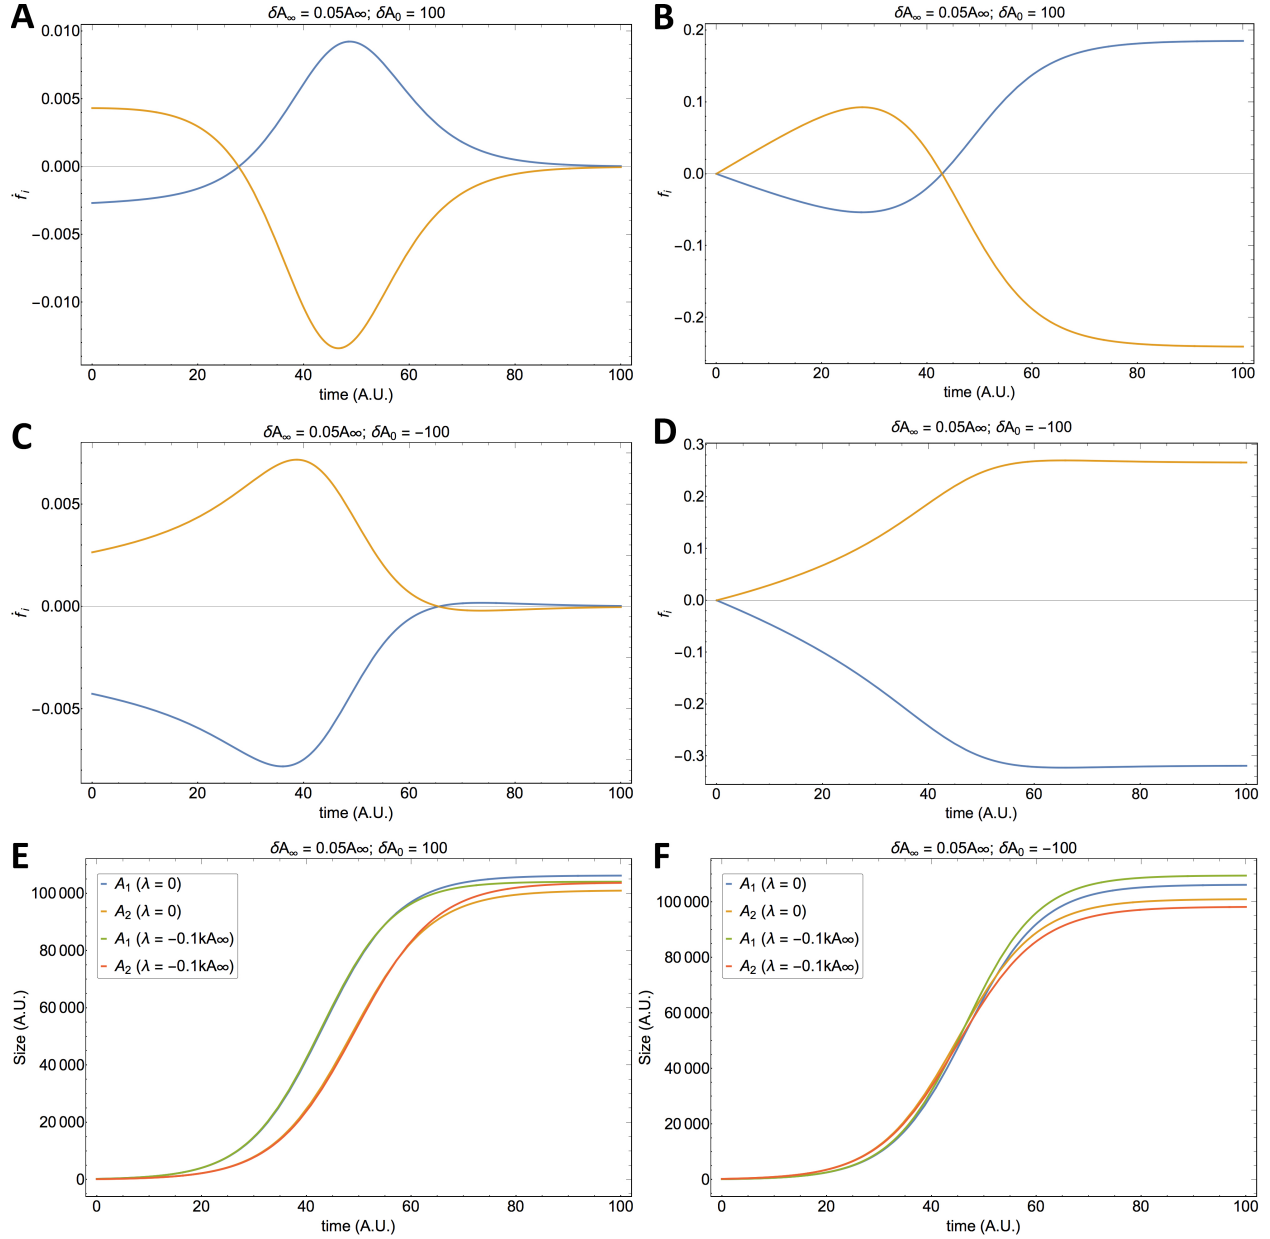 A
δA∞ = 0.05A∞; δA₀ = 100
0.010
0.005
0.000
−0.005
−0.010
ḟᵢ
0 20 40 60 80 100
time (A.U.)
B
δA∞ = 0.05A∞; δA₀ = 100
0.2
0.1
0.0
−0.1
−0.2
fᵢ
0 20 40 60 80 100
time (A.U.)
C
δA∞ = 0.05A∞; δA₀ = −100
0.005
0.000
−0.005
ḟᵢ
0 20 40 60 80 100
time (A.U.)
D
δA∞ = 0.05A∞; δA₀ = −100
0.3
0.2
0.1
0.0
−0.1
−0.2
−0.3
fᵢ
0 20 40 60 80 100
time (A.U.)
E
δA∞ = 0.05A∞; δA₀ = 100
A₁ (λ = 0)
A₂ (λ = 0)
A₁ (λ = −0.1kA∞)
A₂ (λ = −0.1kA∞)
100 000
80 000
60 000
40 000
20 000
0
Size (A.U.)
0 20 40 60 80 100
time (A.U.)
F
δA∞ = 0.05A∞; δA₀ = −100
A₁ (λ = 0)
A₂ (λ = 0)
A₁ (λ = −0.1kA∞)
A₂ (λ = −0.1kA∞)
100 000
80 000
60 000
40 000
20 000
0
Size (A.U.)
0 20 40 60 80 100
time (A.U.)